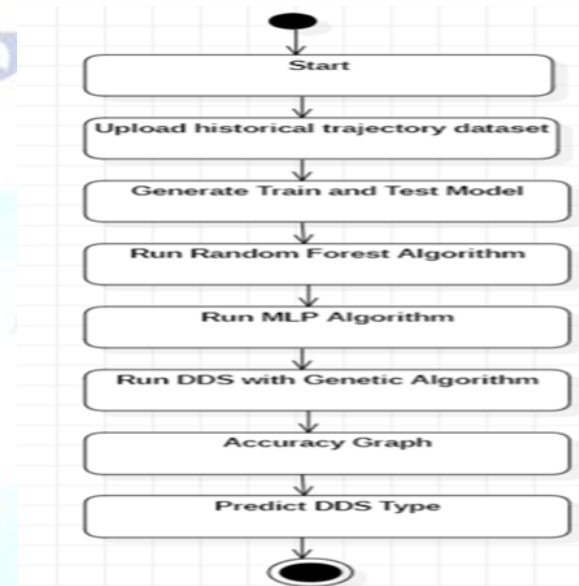 Start
Upload historical trajectory dataset
Generate Train and Test Model
Run Random Forest Algorithm
Run MLP Algorithm
Run DDS with Genetic Algorithm
Accuracy Graph
Predict DDS Type